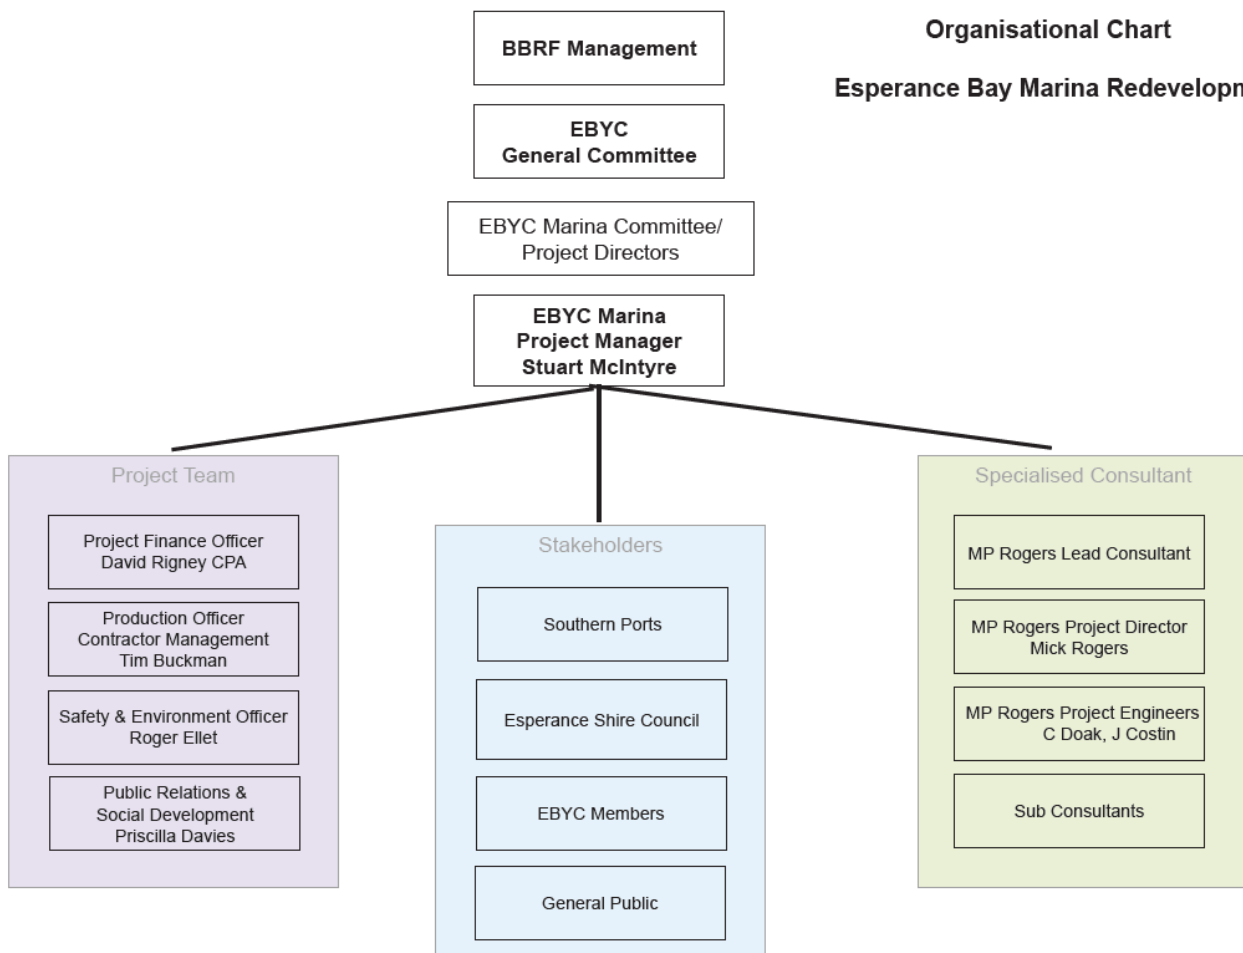 Organisational Chart
Esperance Bay Marina
BBRF Management
EBYC
General Committee
EBYC Marina Committee/
Project Directors
EBYC Marina
Project Manager
Stuart McIntyre
Project Team
Project Finance Officer
David Rigney CPA
Production Officer
Contractor Management
Tim Buckman
Safety & Environment Officer
Roger Ellet
Public Relations &
Social Development
Priscilla Davies
Stakeholders
Southern Ports
Esperance Shire Council
EBYC Members
General Public
Specialised Consultant
MP Rogers Lead Consultant
MP Rogers Project Director
Mick Rogers
MP Rogers Project Engineers
C Doak, J Costin
Sub Consultants